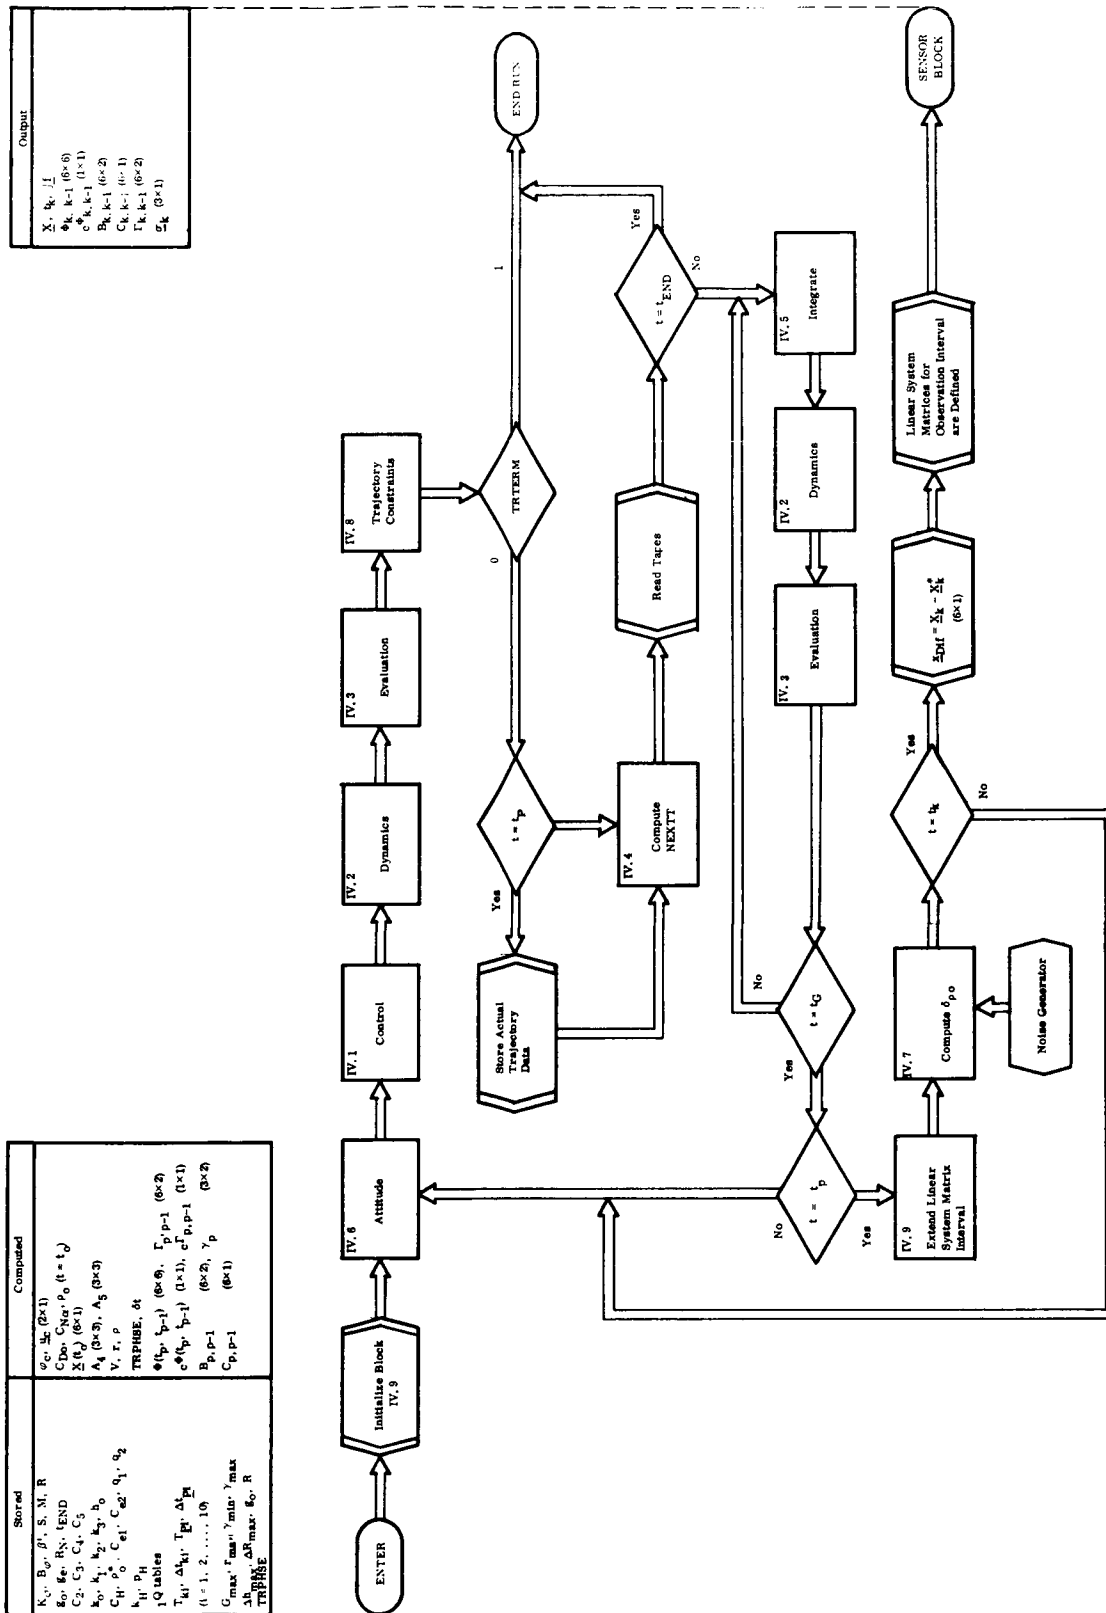 Stored
K_c, B_φ, β', S, M, R
g_o, g_e, R_N, t_END
C_2, C_3, C_4, C_5
k_o, k_1, k_2, k_3, h_o
C_H, ρ_o*, C_e1, C_e2, q_1, q_2
k_H, p_H
1Q tables
T_ki, Δt_ki, T_PI, Δt_PI
(i = 1, 2, ..., 10)
G_max, r_max, γ_min, γ_max
Δh_max, ΔR_max, g_o, R
TRPHSE
Computed
φ_c, u_c (2×1)
C_Do, C_Nα, ρ_o (t = t_o)
X (t_o) (6×1)
A_4 (3×3), A_5 (3×3)
V, r, ρ
TRPHSE, δt
Φ(t_p, t_p-1) (6×6), Γ_p,p-1 (6×2)
cΦ(t_p, t_p-1) (1×1), cΓ_p,p-1 (1×1)
B_p,p-1 (6×2), γ_p (3×2)
C_p,p-1 (6×1)
Output
X, t_k,
Φ_k,k-1 (6×6)
cΦ_k,k-1 (1×1)
B_k,k-1 (6×2)
C_k,k-1 (6×1)
Γ_k,k-1 (6×2)
σ_k (3×1)
ENTER
Initialize Block
IV.9
IV.6
Attitude
IV.1
Control
IV.2
Dynamics
IV.3
Evaluation
IV.8
Trajectory
Constraints
TRTERM
0
1
END RUN
t = t_p
Yes
Store Actual
Trajectory
Data
IV.4
Compute
NEXTT
Read Tapes
t = t_END
Yes
No
IV.5
Integrate
IV.2
Dynamics
IV.3
Evaluation
t = t_G
No
Yes
t = t_p
No
Yes
IV.9
Extend Linear
System Matrix
Interval
IV.7
Compute δ_ρo
Noise Generator
t = t_k
Yes
No
x_Dif = X_k - X_k*
(6×1)
Linear System
Matrices for
Observation Interval
are Defined
SENSOR
BLOCK